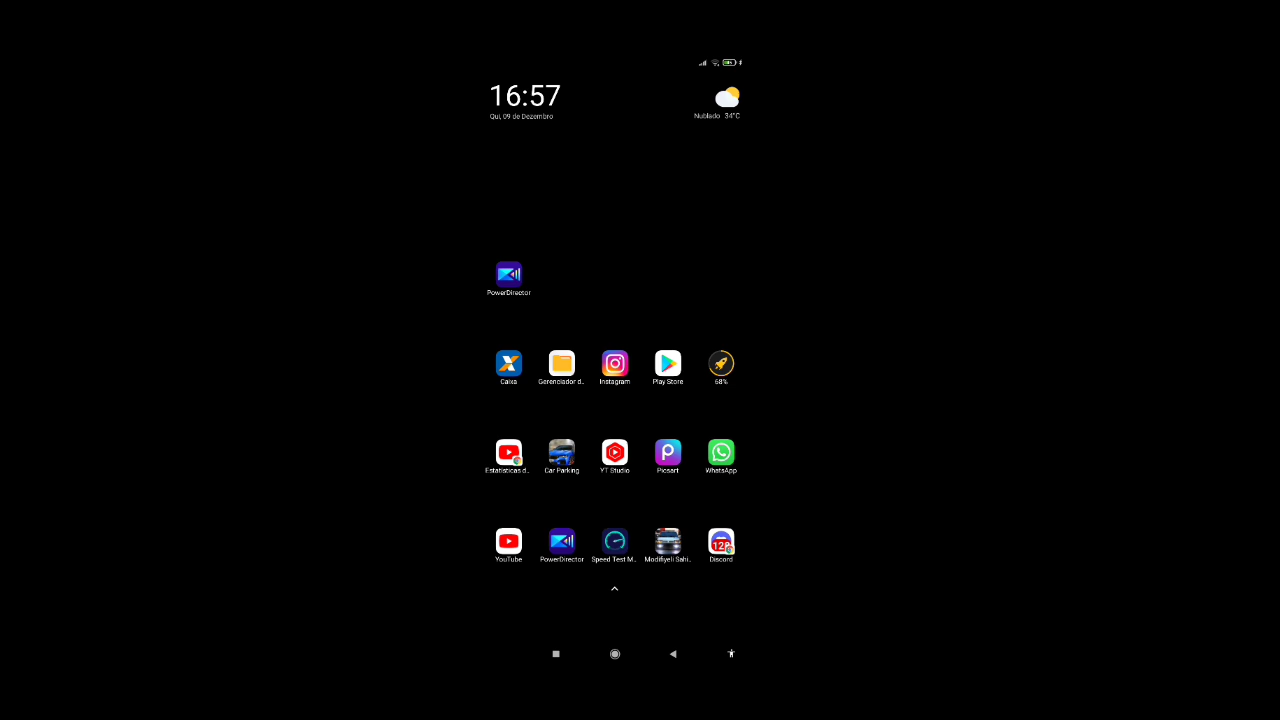 16:57
Qui, 09 de Dezembro
Nublado 34°C
PowerDirector
Caixa
Gerenciador d..
Instagram
Play Store
68%
Estatísticas d..
Car Parking
YT Studio
Picsart
WhatsApp
128
YouTube
PowerDirector
Speed Test M..
Modifiyeli Sahi..
Discord